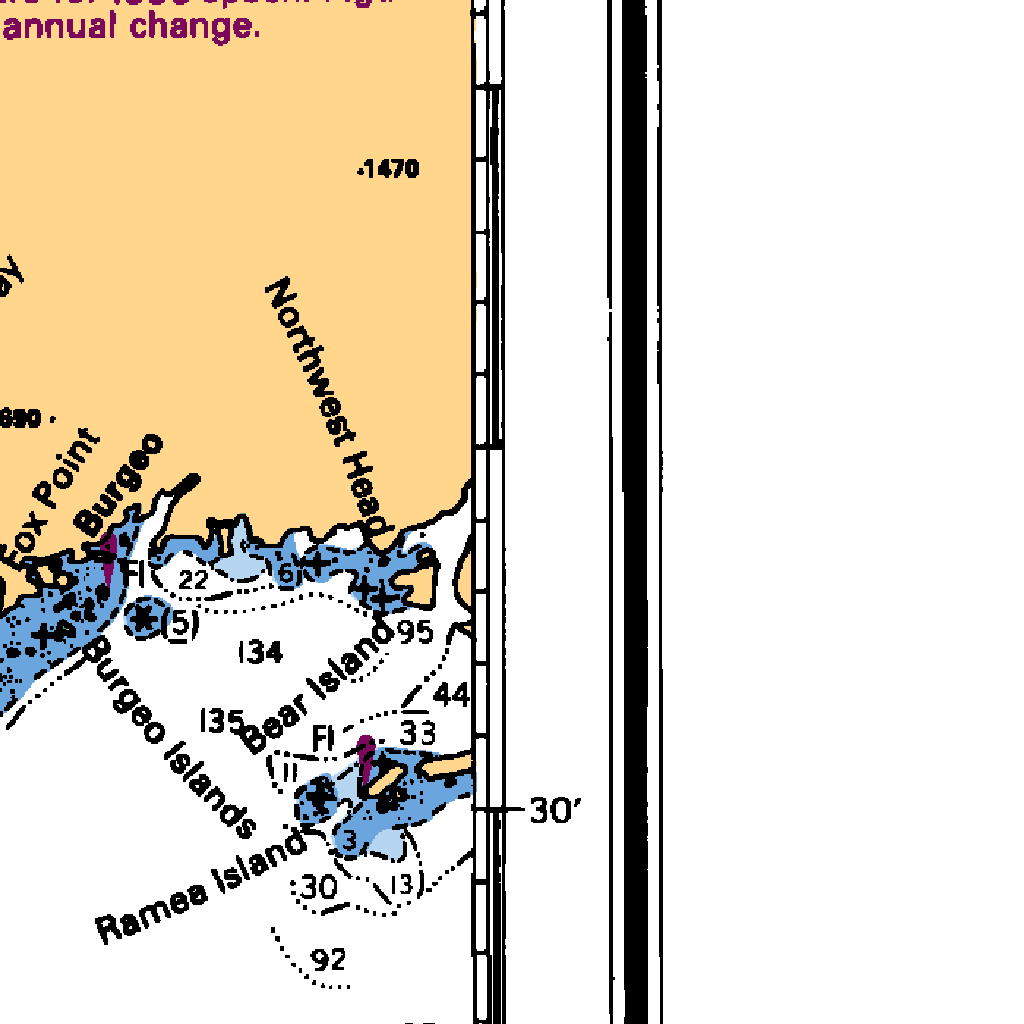 annual change.
1470
Northwest Head
Fox Point
Burgeo
Fl
22
6
(5)
134
95
Bear Island
44
135
Fl
33
11
Burgeo Islands
30′
3
Ramea Island
30
13
92